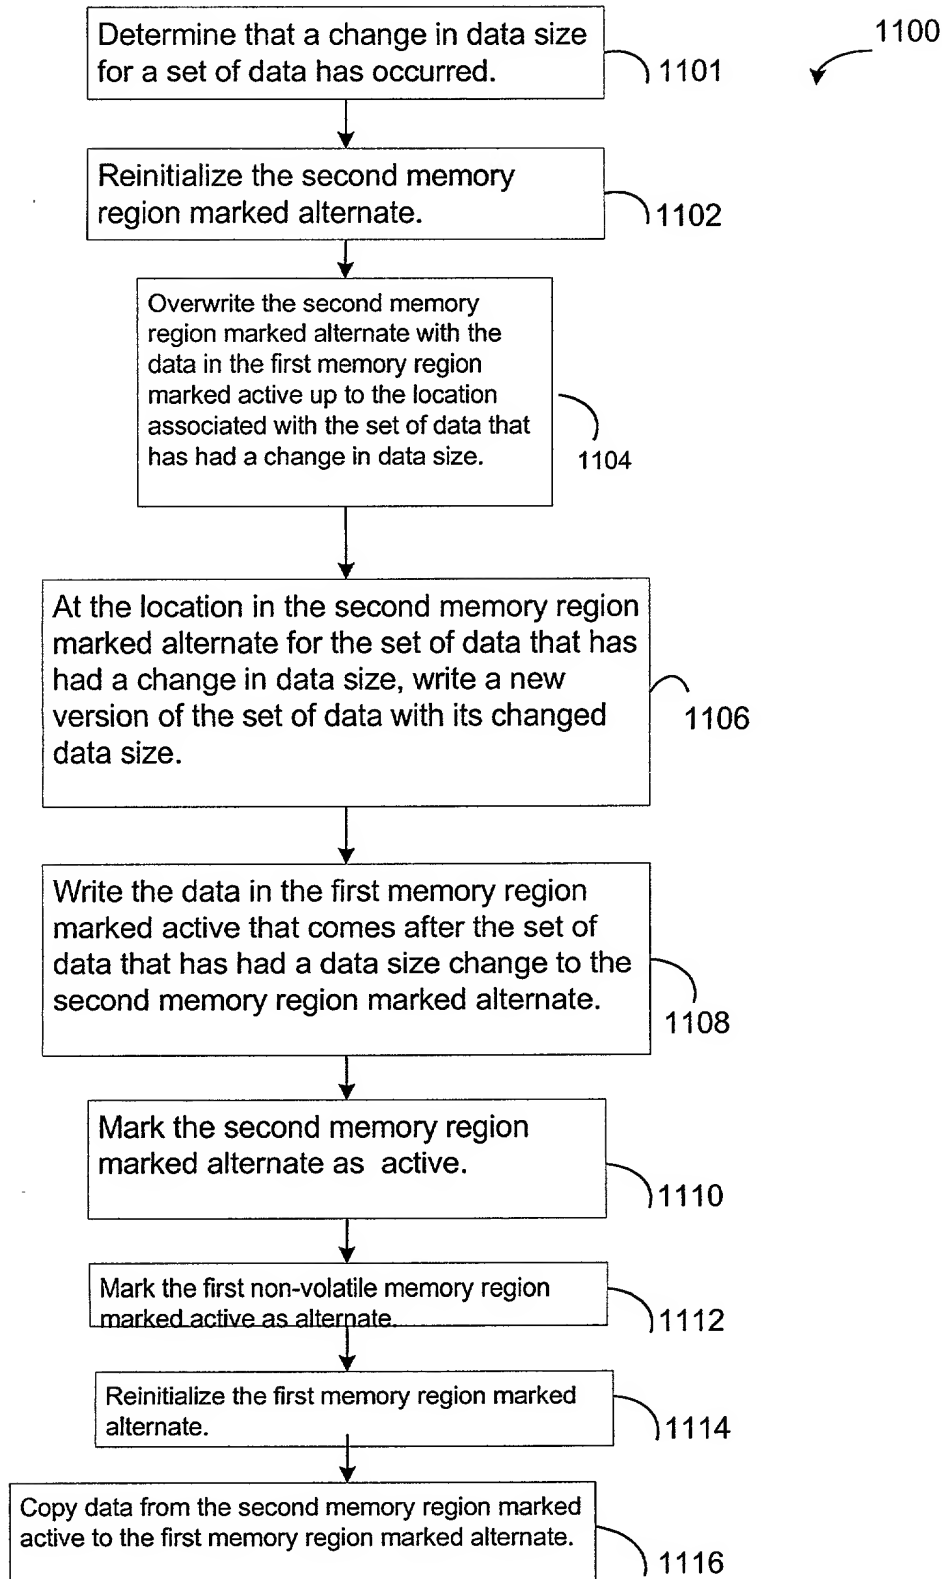 1100
Determine that a change in data size
for a set of data has occurred.
1101
Reinitialize the second memory
region marked alternate.
1102
Overwrite the second memory
region marked alternate with the
data in the first memory region
marked active up to the location
associated with the set of data that
has had a change in data size.
1104
At the location in the second memory region
marked alternate for the set of data that has
had a change in data size, write a new
version of the set of data with its changed
data size.
1106
Write the data in the first memory region
marked active that comes after the set of
data that has had a data size change to the
second memory region marked alternate.
1108
Mark the second memory region
marked alternate as active.
1110
Mark the first non-volatile memory region
marked active as alternate.
1112
Reinitialize the first memory region marked
alternate.
1114
Copy data from the second memory region marked
active to the first memory region marked alternate.
1116